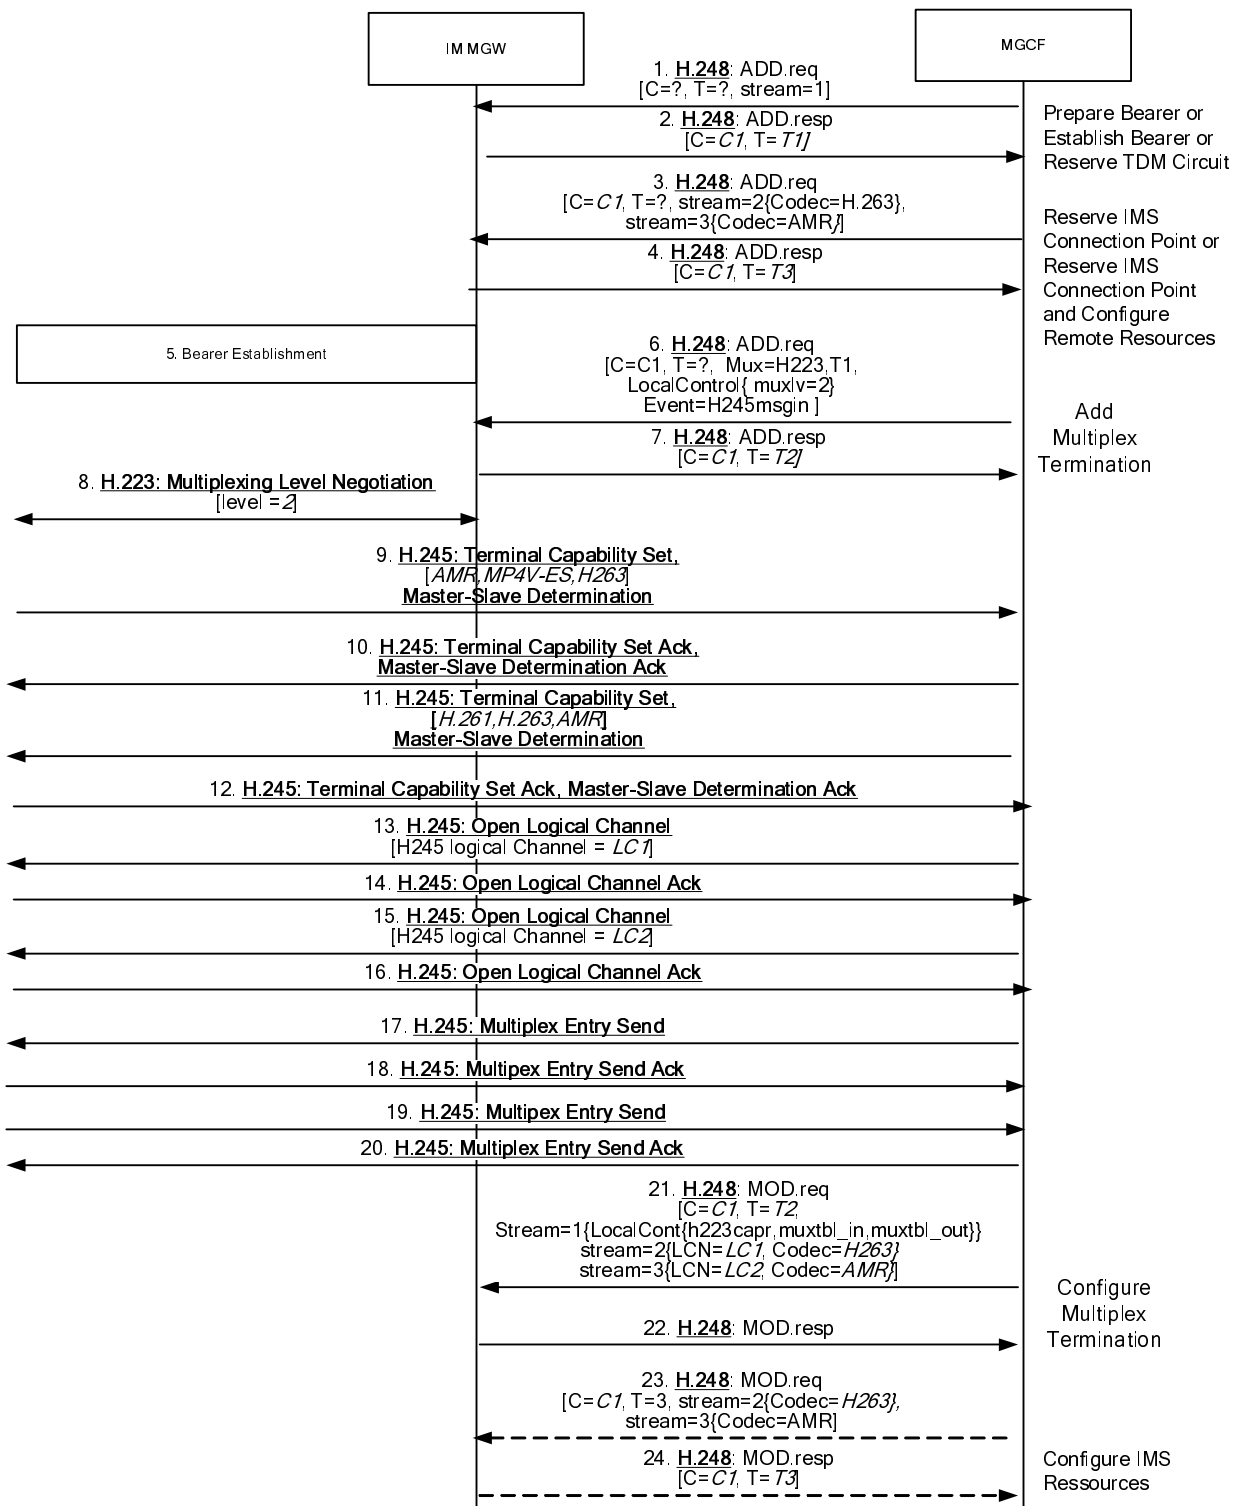 IM MGW
MGCF
1. H.248: ADD.req
[C=?, T=?, stream=1]
2. H.248: ADD.resp
[C=C1, T=T1]
Prepare Bearer or
Establish Bearer or
Reserve TDM Circuit
3. H.248: ADD.req
[C=C1, T=?, stream=2{Codec=H.263},
stream=3{Codec=AMR}]
4. H.248: ADD.resp
[C=C1, T=T3]
Reserve IMS
Connection Point or
Reserve IMS
Connection Point
and Configure
Remote Resources
5. Bearer Establishment
6. H.248: ADD.req
[C=C1, T=?, Mux=H223,T1,
LocalControl{ muxlv=2}
Event=H245msgin ]
7. H.248: ADD.resp
[C=C1, T=T2]
Add
Multiplex
Termination
8. H.223: Multiplexing Level Negotiation
[level =2]
9. H.245: Terminal Capability Set,
[AMR,MP4V-ES,H263]
Master-Slave Determination
10. H.245: Terminal Capability Set Ack,
Master-Slave Determination Ack
11. H.245: Terminal Capability Set,
[H.261,H.263,AMR]
Master-Slave Determination
12. H.245: Terminal Capability Set Ack, Master-Slave Determination Ack
13. H.245: Open Logical Channel
[H245 logical Channel = LC1]
14. H.245: Open Logical Channel Ack
15. H.245: Open Logical Channel
[H245 logical Channel = LC2]
16. H.245: Open Logical Channel Ack
17. H.245: Multiplex Entry Send
18. H.245: Multipex Entry Send Ack
19. H.245: Multipex Entry Send
20. H.245: Multiplex Entry Send Ack
21. H.248: MOD.req
[C=C1, T=T2,
Stream=1{LocalCont{h223capr,muxtbl_in,muxtbl_out}}
stream=2{LCN=LC1, Codec=H263}
stream=3{LCN=LC2, Codec=AMR}]
Configure
Multiplex
Termination
22. H.248: MOD.resp
23. H.248: MOD.req
[C=C1, T=3, stream=2{Codec=H263},
stream=3{Codec=AMR]
24. H.248: MOD.resp
[C=C1, T=T3]
Configure IMS
Ressources